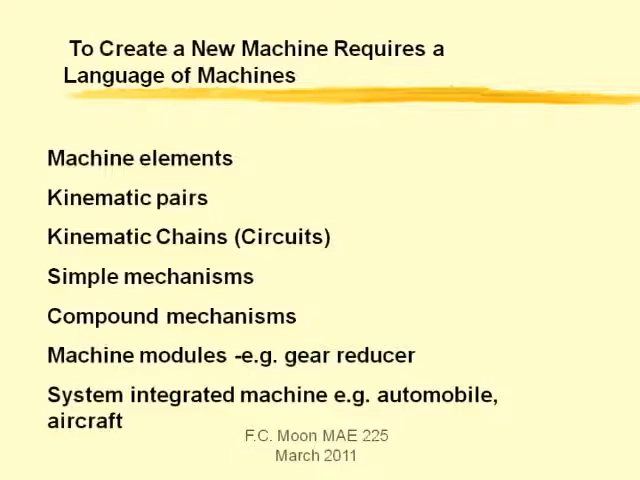 To Create a New Machine Requires a
Language of Machines
Machine elements
Kinematic pairs
Kinematic Chains (Circuits)
Simple mechanisms
Compound mechanisms
Machine modules -e.g. gear reducer
System integrated machine e.g. automobile,
aircraft
F.C. Moon MAE 225
March 2011